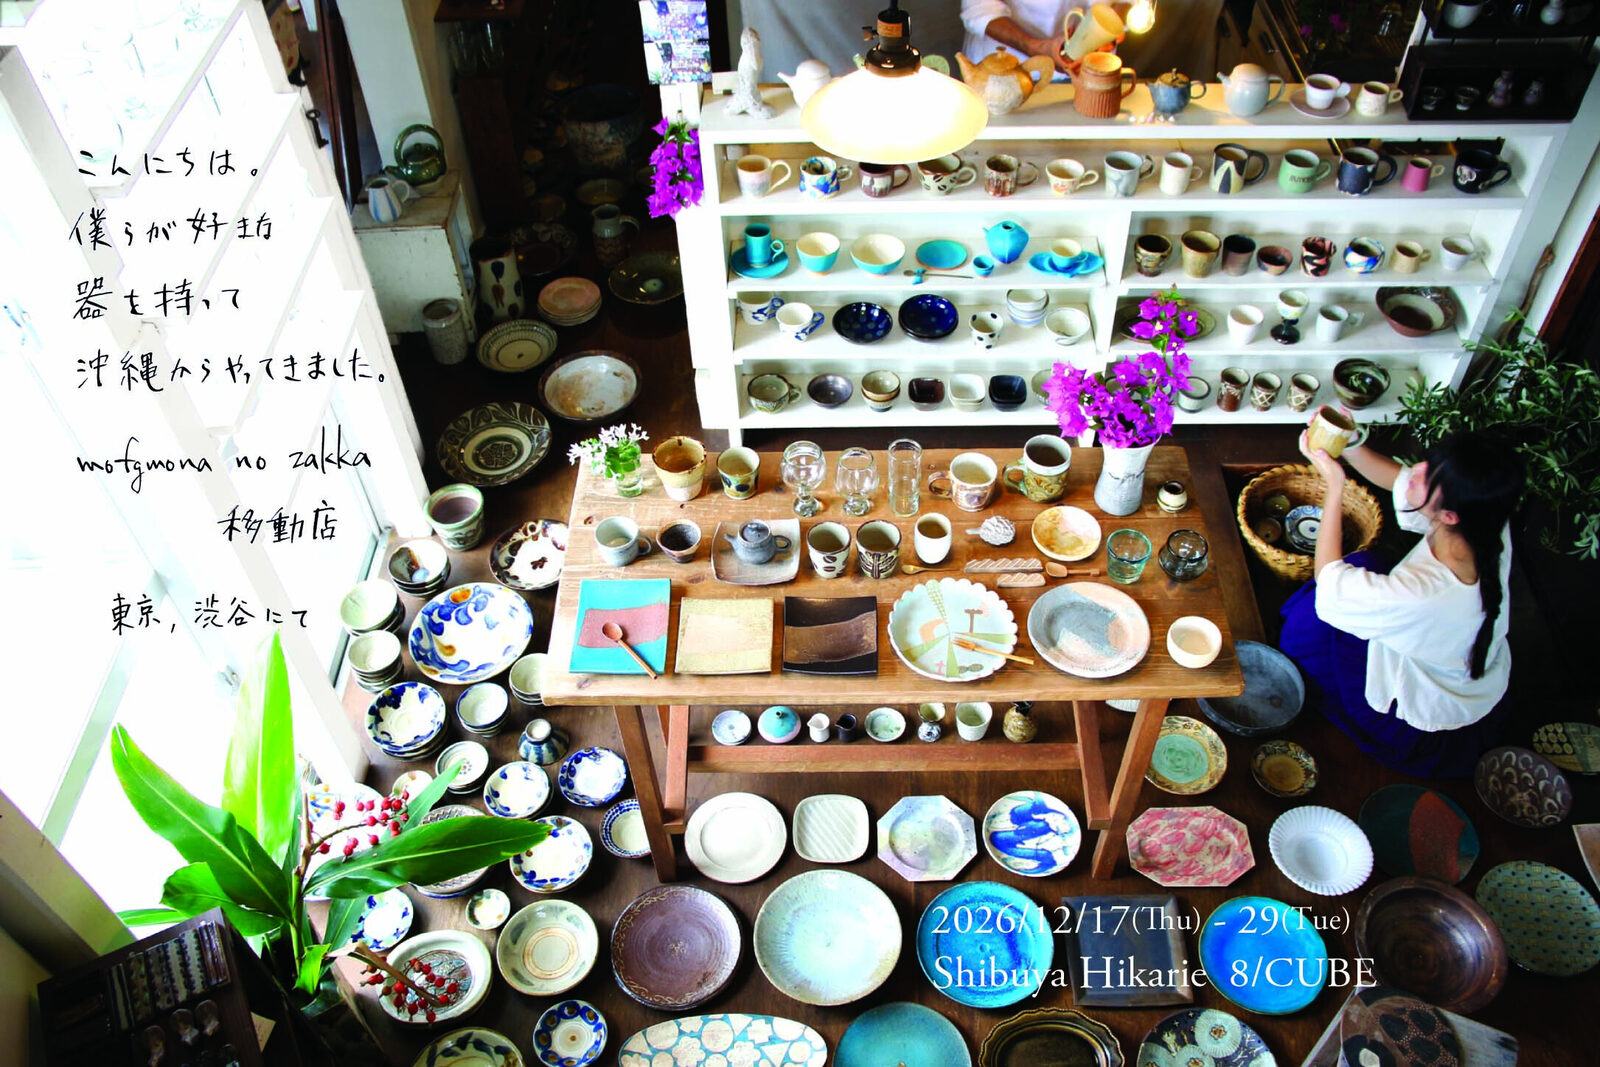 こんにちは。
僕らが好きな
器を持って
沖縄からやってきました。
mofgmona no zakka
移動店
東京, 渋谷にて
2026/12/17(Thu) - 29(Tue)
Shibuya Hikarie 8/CUBE